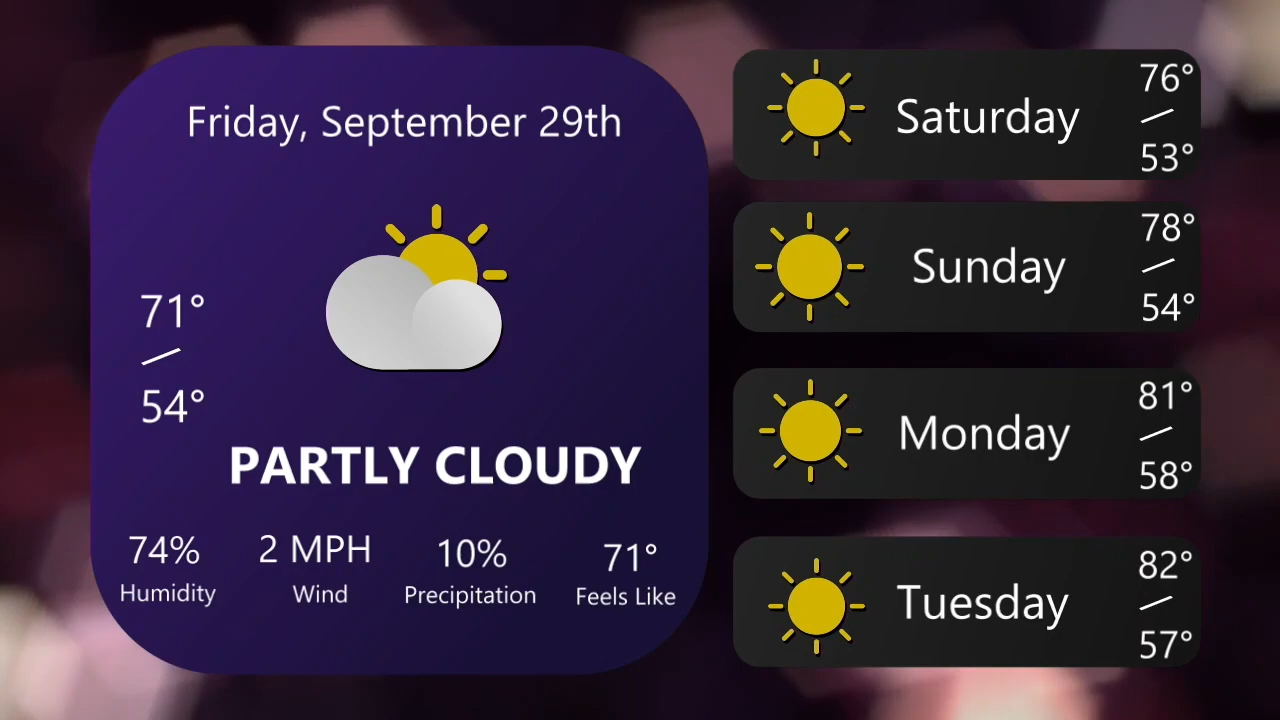 Friday, September 29th
71°
54°
PARTLY CLOUDY
74%
Humidity
2 MPH
Wind
10%
Precipitation
71°
Feels Like
Saturday
76°
53°
Sunday
78°
54°
Monday
81°
58°
Tuesday
82°
57°